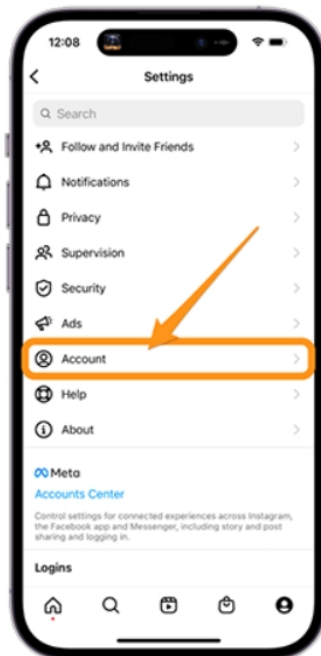 12:08
Settings
Search
Follow and Invite Friends
Notifications
Privacy
Supervision
Security
Ads
Account
Help
About
Meta
Accounts Center
Control settings for connected experiences across Instagram,
the Facebook app and Messenger, including story and post
sharing and logging in.
Logins